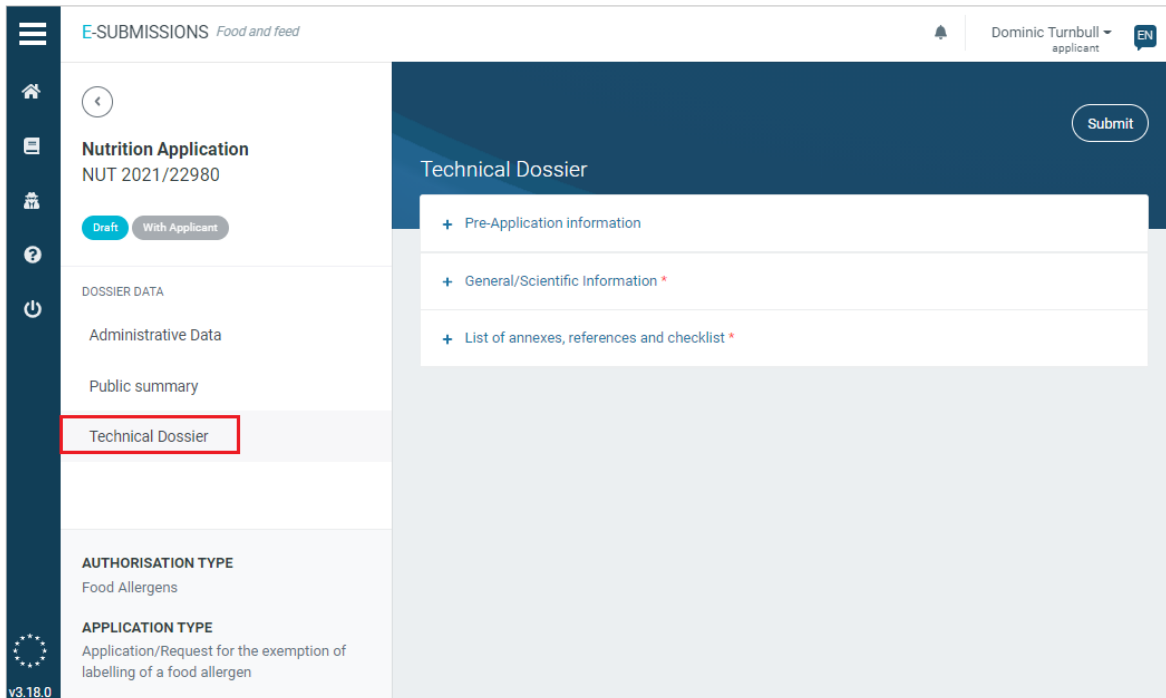 E-SUBMISSIONS Food and feed
Dominic Turnbull
applicant
EN
Nutrition Application
NUT 2021/22980
Draft
With Applicant
DOSSIER DATA
Administrative Data
Public summary
Technical Dossier
AUTHORISATION TYPE
Food Allergens
APPLICATION TYPE
Application/Request for the exemption of
labelling of a food allergen
v3.18.0
Submit
Technical Dossier
+ Pre-Application information
+ General/Scientific Information *
+ List of annexes, references and checklist *